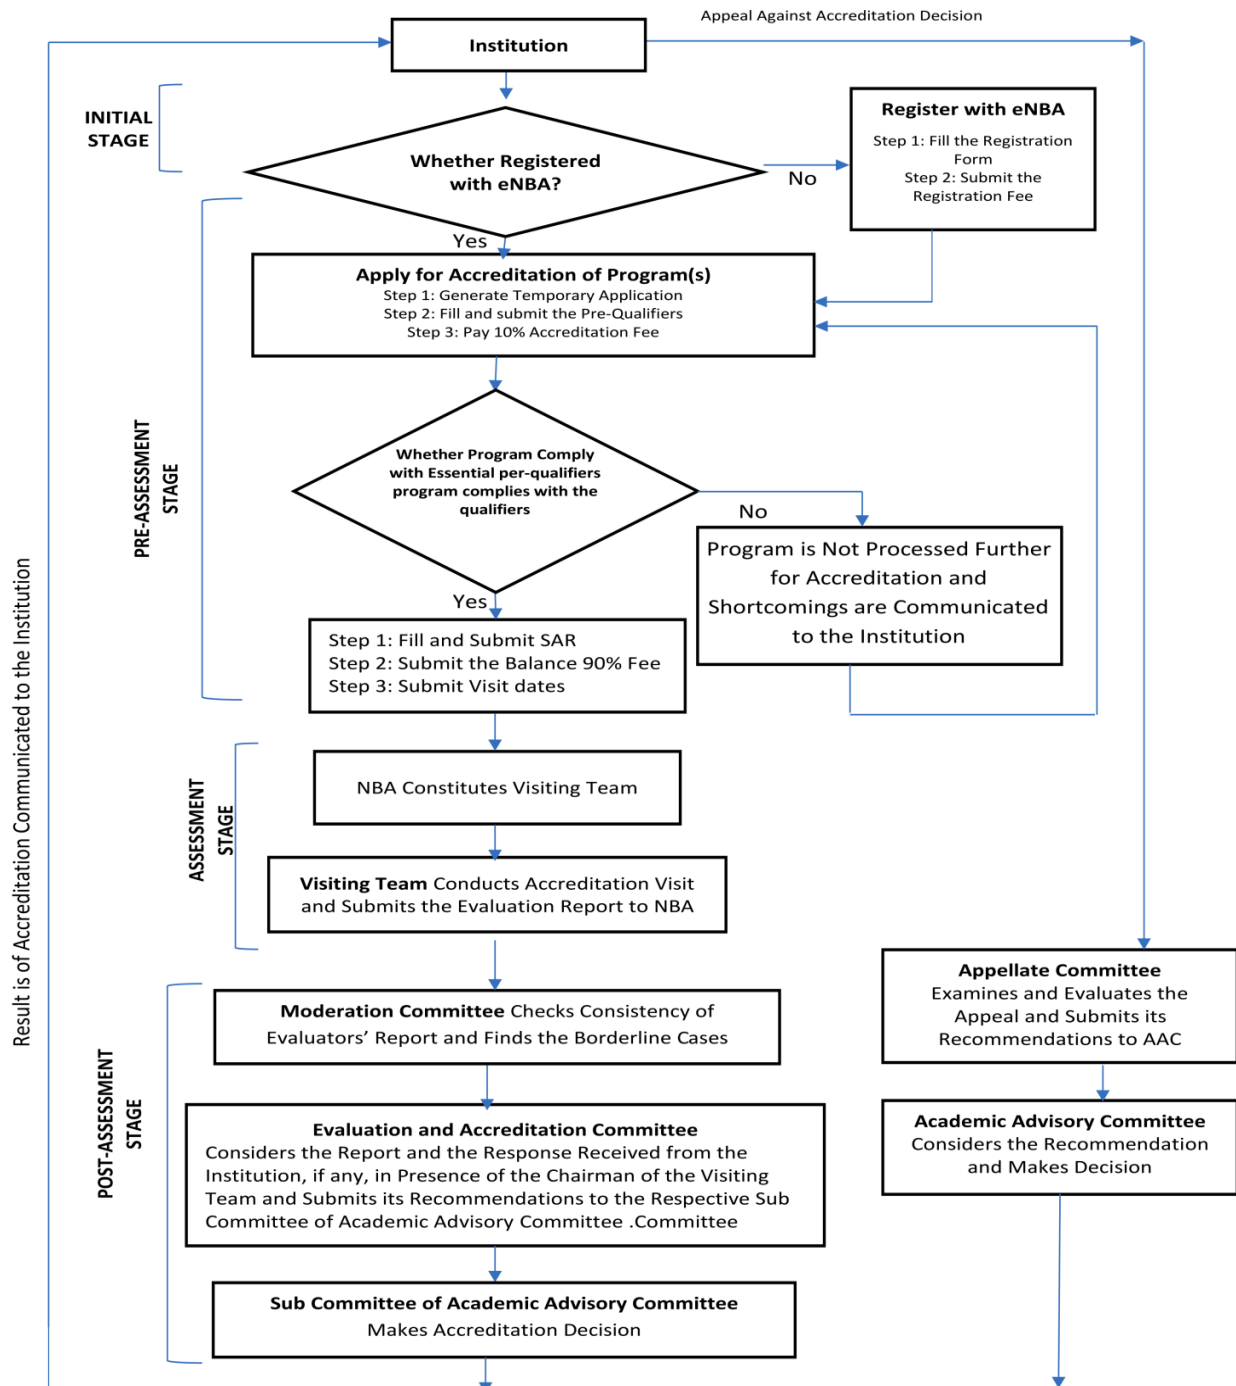 Appeal Against Accreditation Decision
Institution
INITIAL
STAGE
Whether Registered
with eNBA?
No
Register with eNBA
Step 1: Fill the Registration
Form
Step 2: Submit the
Registration Fee
Yes
Apply for Accreditation of Program(s)
Step 1: Generate Temporary Application
Step 2: Fill and submit the Pre-Qualifiers
Step 3: Pay 10% Accreditation Fee
PRE-ASSESSMENT
STAGE
Whether Program Comply
with Essential per-qualifiers
program complies with the
qualifiers
No
Program is Not Processed Further
for Accreditation and
Shortcomings are Communicated
to the Institution
Yes
Step 1: Fill and Submit SAR
Step 2: Submit the Balance 90% Fee
Step 3: Submit Visit dates
Result is of Accreditation Communicated to the Institution
ASSESSMENT
STAGE
NBA Constitutes Visiting Team
Visiting Team Conducts Accreditation Visit
and Submits the Evaluation Report to NBA
POST-ASSESSMENT
STAGE
Moderation Committee Checks Consistency of
Evaluators’ Report and Finds the Borderline Cases
Evaluation and Accreditation Committee
Considers the Report and the Response Received from the
Institution, if any, in Presence of the Chairman of the Visiting
Team and Submits its Recommendations to the Respective Sub
Committee of Academic Advisory Committee .Committee
Sub Committee of Academic Advisory Committee
Makes Accreditation Decision
Appellate Committee
Examines and Evaluates the
Appeal and Submits its
Recommendations to AAC
Academic Advisory Committee
Considers the Recommendation
and Makes Decision